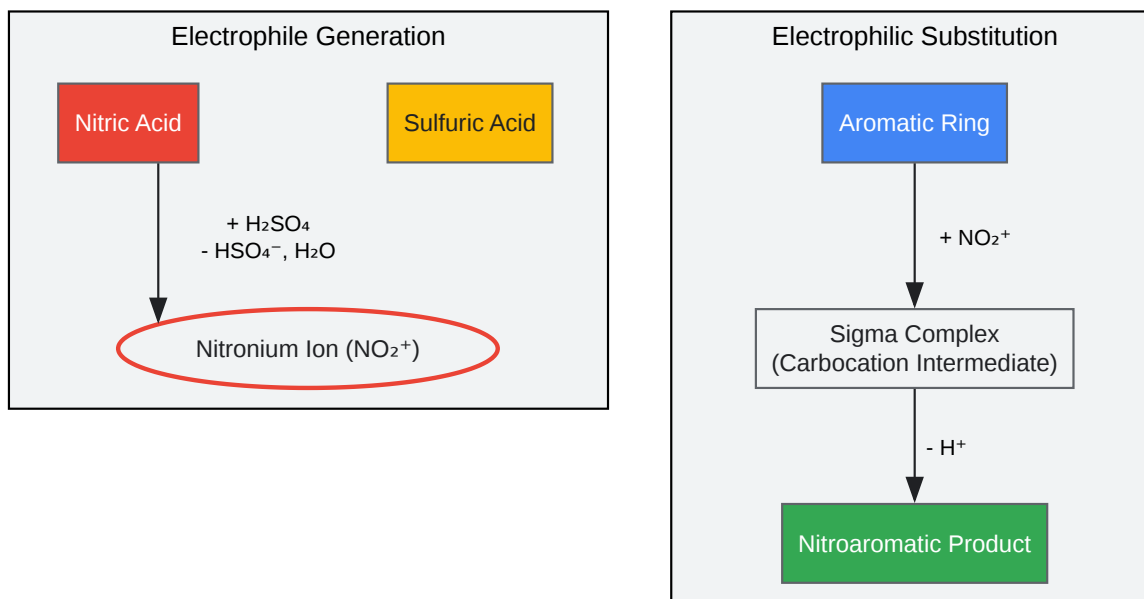 Electrophile Generation
Nitric Acid
Sulfuric Acid
+ H₂SO₄
- HSO₄⁻, H₂O
Nitronium Ion (NO₂⁺)
Electrophilic Substitution
Aromatic Ring
+ NO₂⁺
Sigma Complex
(Carbocation Intermediate)
- H⁺
Nitroaromatic Product